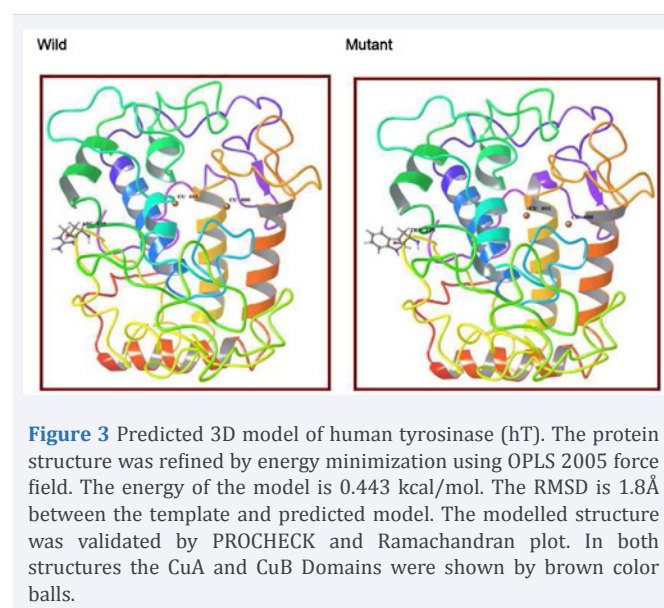 Wild
Mutant
Figure 3 Predicted 3D model of human tyrosinase (hT). The protein
structure was refined by energy minimization using OPLS 2005 force
field. The energy of the model is 0.443 kcal/mol. The RMSD is 1.8Å
between the template and predicted model. The modelled structure
was validated by PROCHECK and Ramachandran plot. In both
structures the CuA and CuB Domains were shown by brown color
balls.